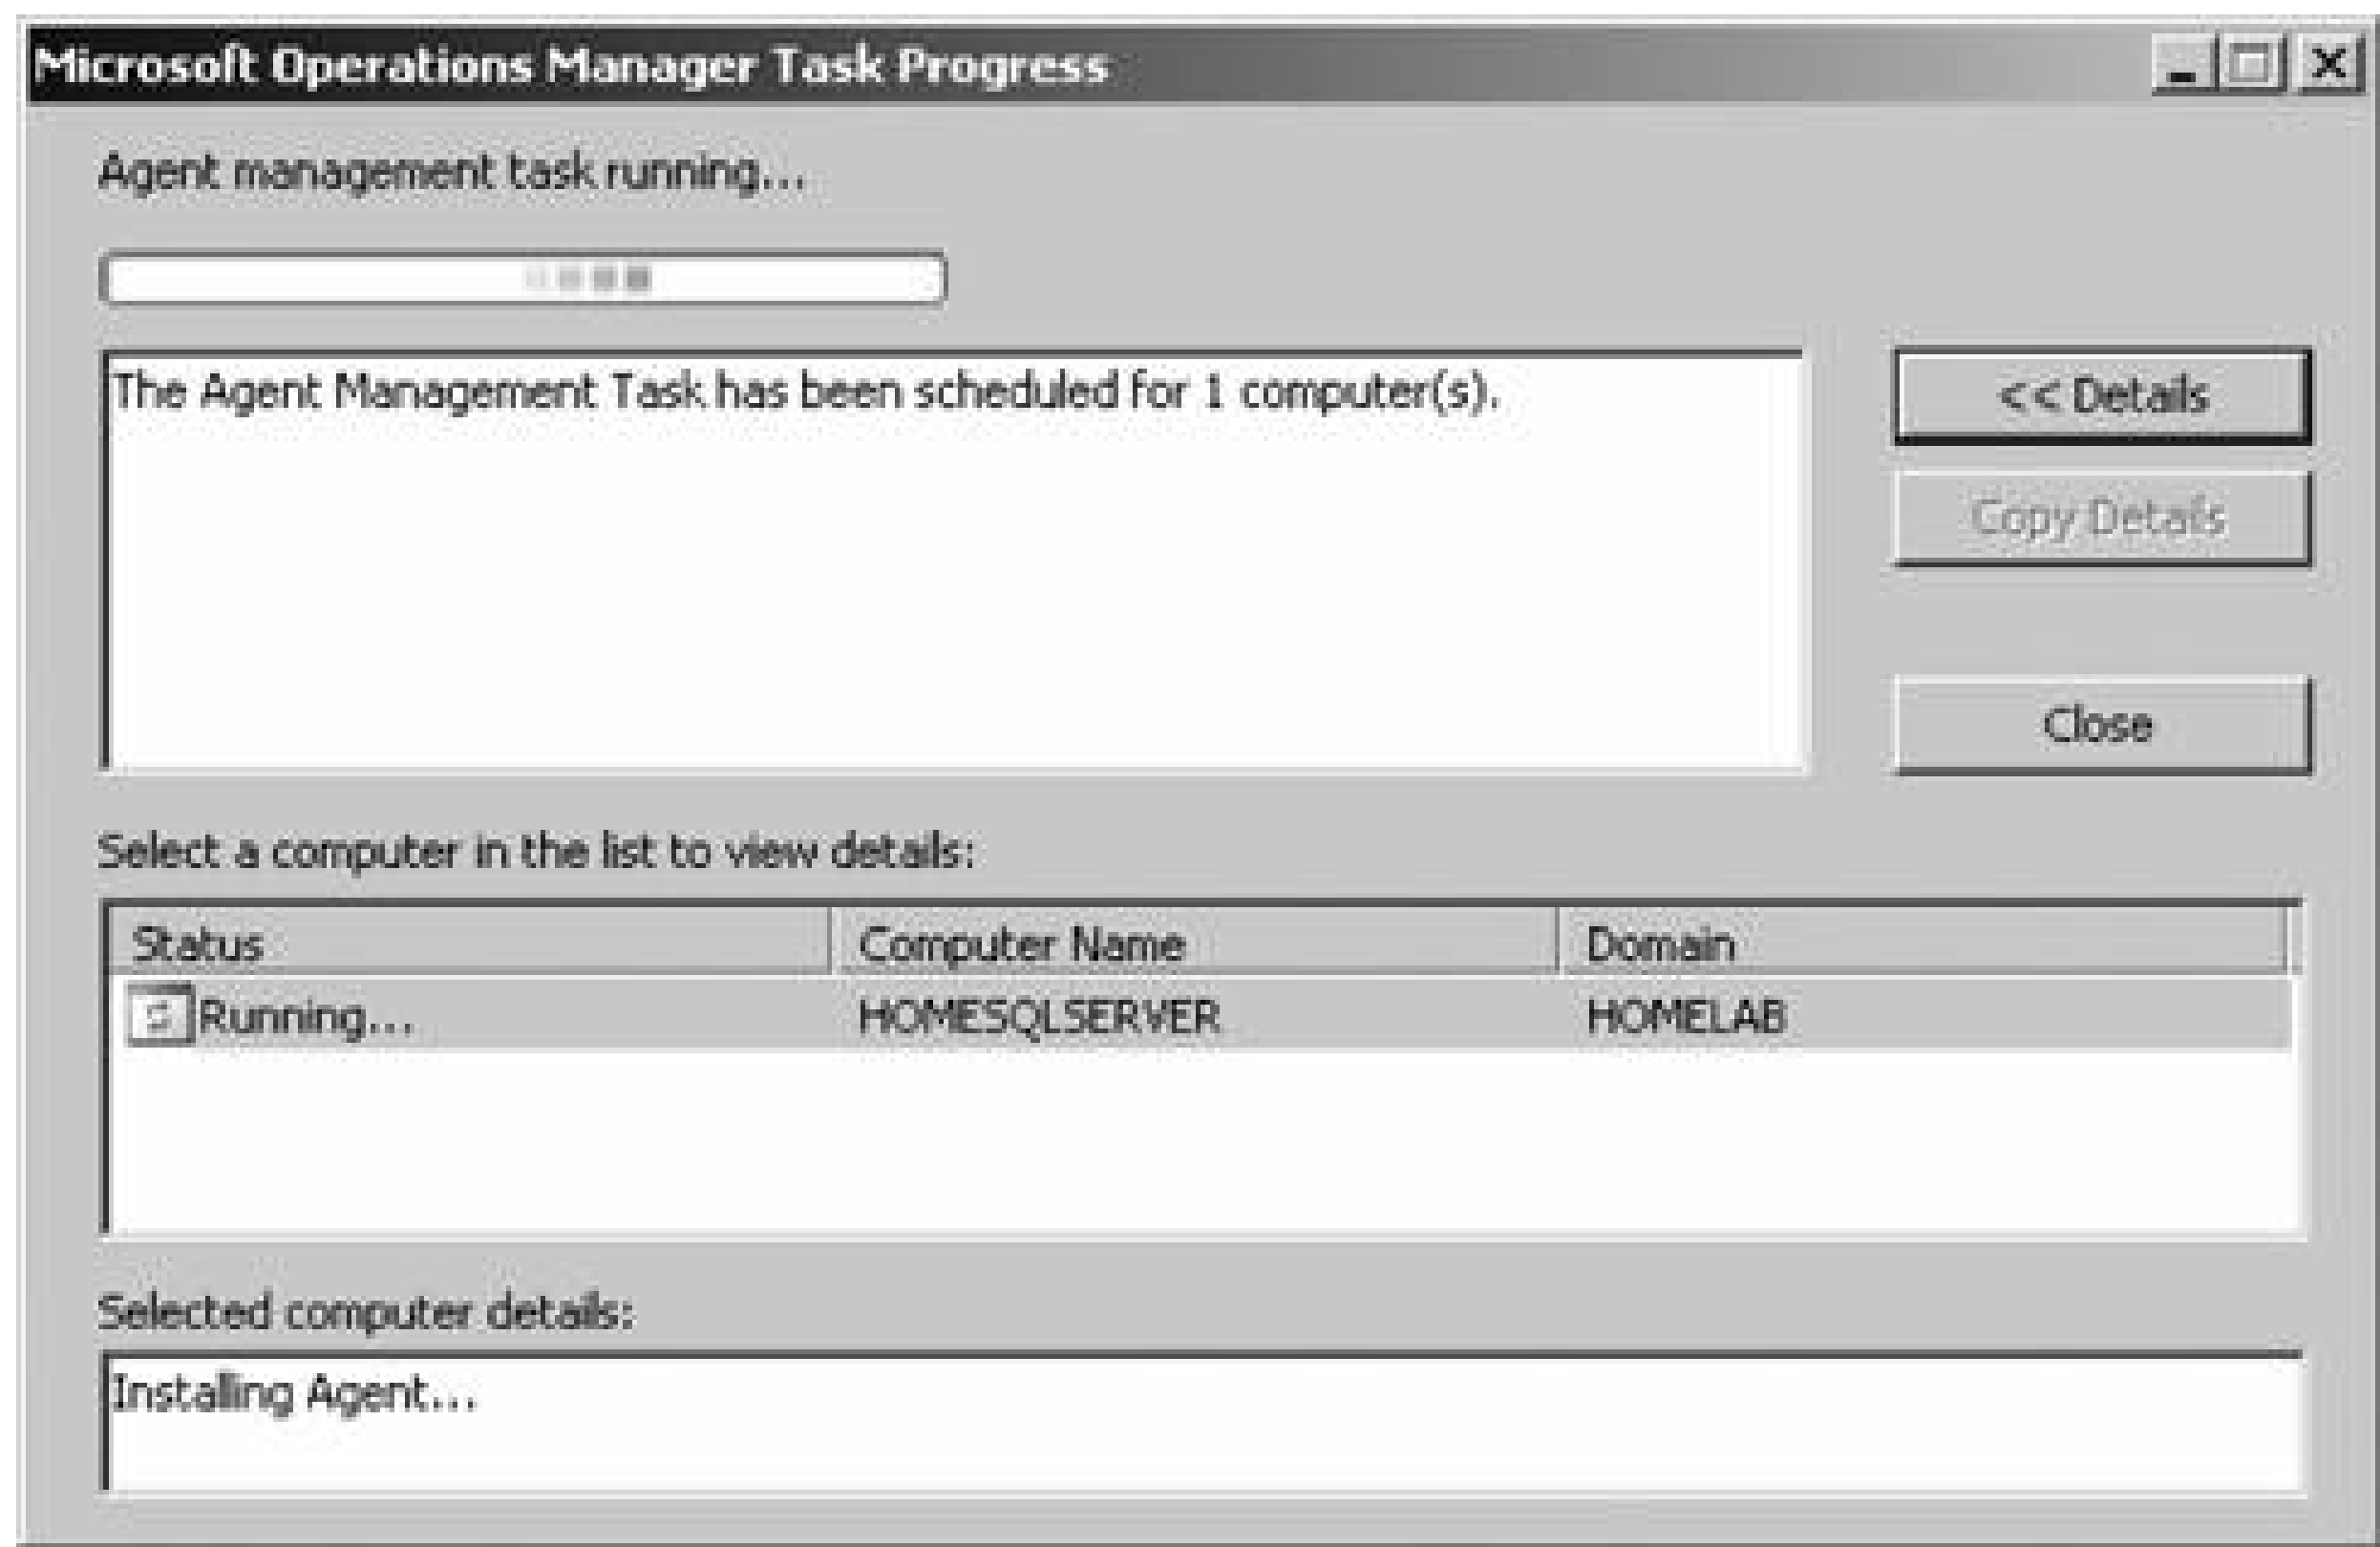 Microsoft Operations Manager Task Progress
Agent management task running...
The Agent Management Task has been scheduled for 1 computer(s).
<< Details
Copy Details
Close
Select a computer in the list to view details:
Status Computer Name Domain
Running... HOMESQLSERVER HOMELAB
Selected computer details:
Installing Agent...